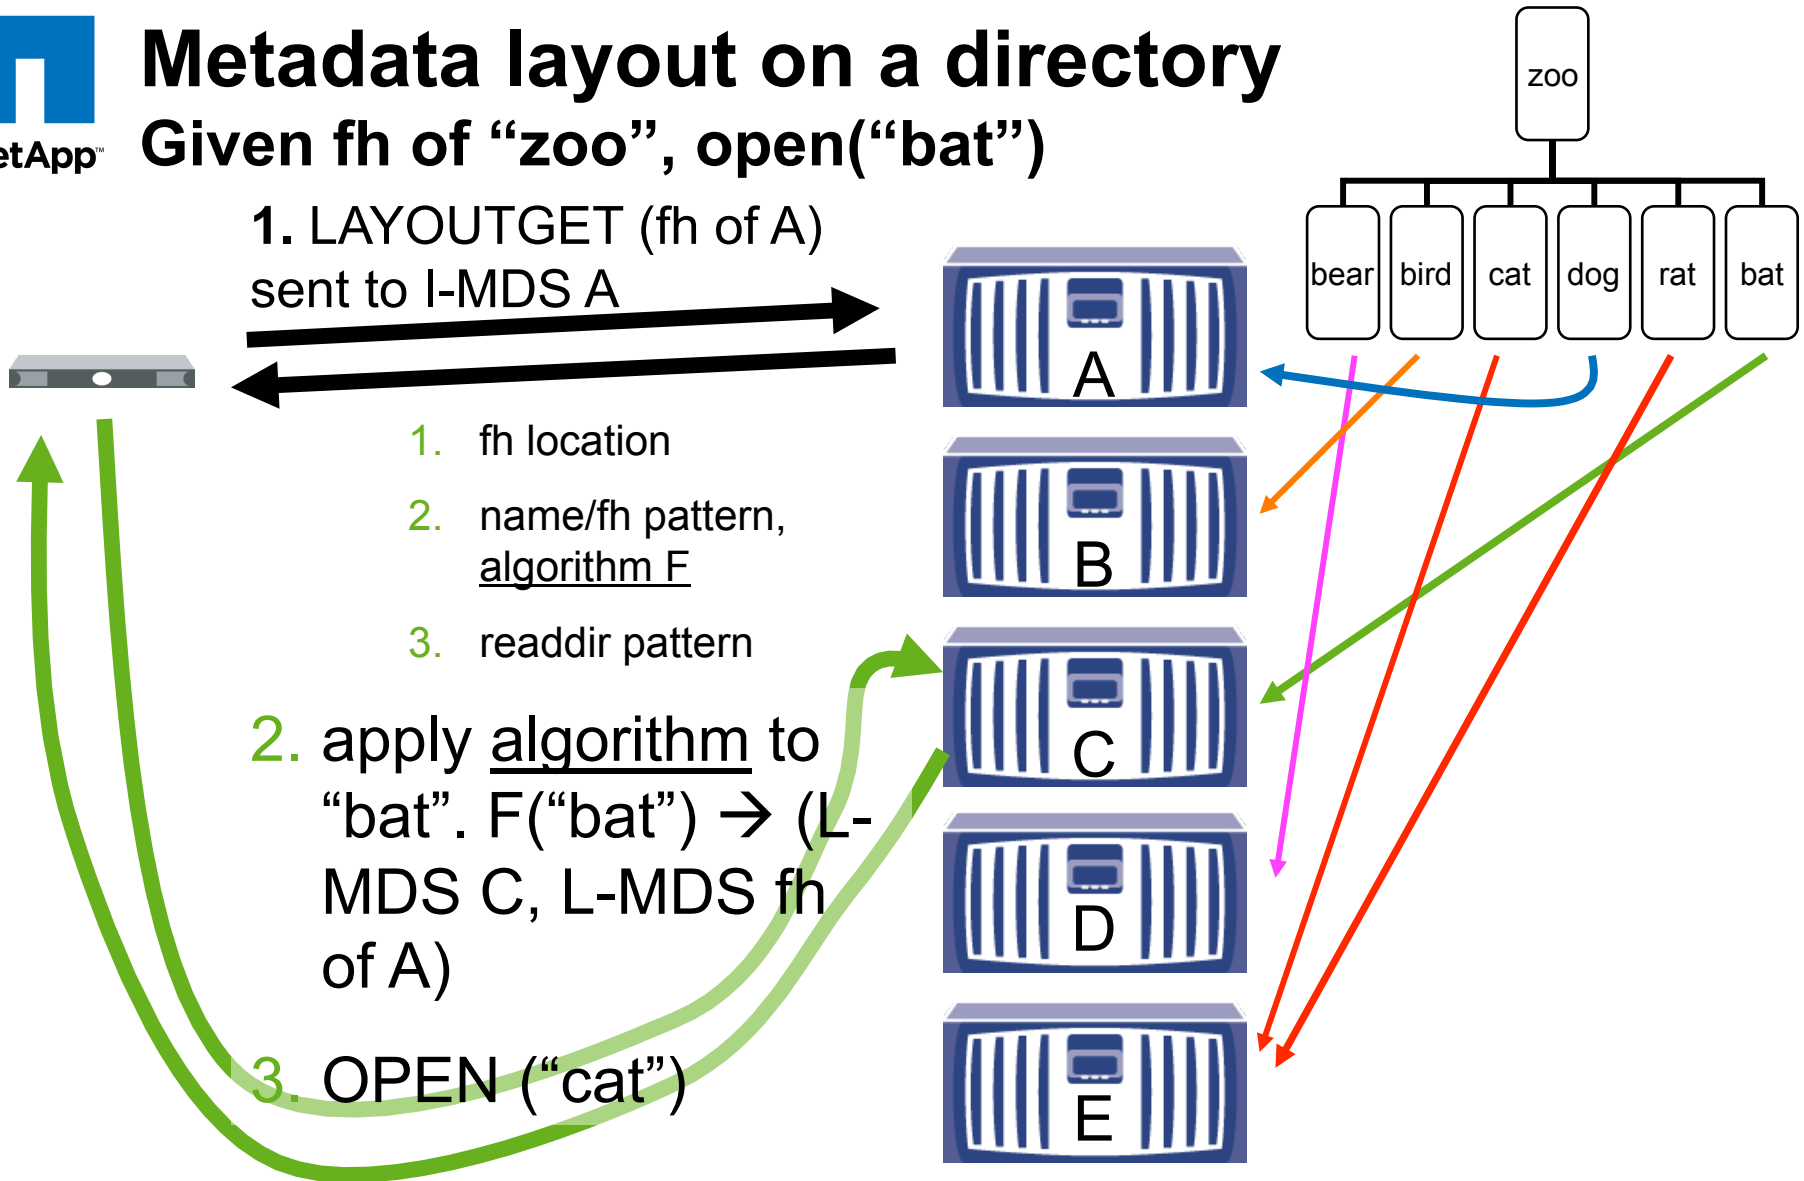 Metadata layout on a directory
Given fh of “zoo”, open(“bat”)
etApp™
zoo
bear bird cat dog rat bat
1. LAYOUTGET (fh of A)
sent to I-MDS A
1. fh location
2. name/fh pattern,
algorithm F
3. readdir pattern
2. apply algorithm to
“bat”. F(“bat”) → (L-
MDS C, L-MDS fh
of A)
3. OPEN (“cat”)
A
B
C
D
E